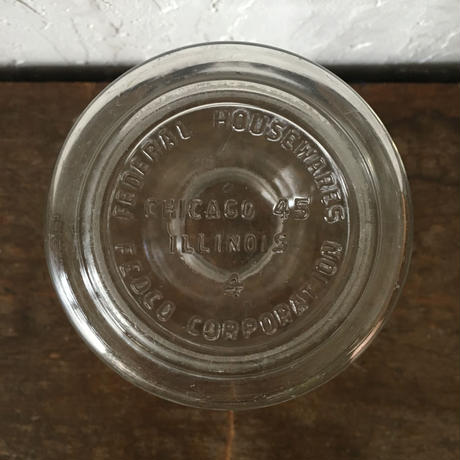 FEDERAL HOUSEWARES
FEDCO CORPORATION
CHICAGO 45
ILLINOIS
4